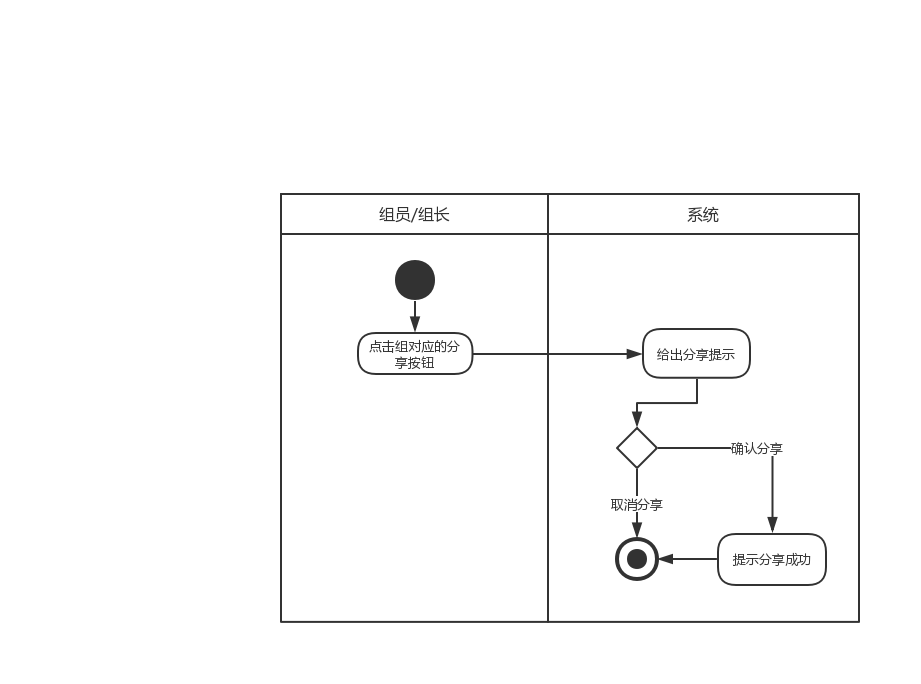 组员/组长
系统
点击组对应的分
享按钮
给出分享提示
确认分享
取消分享
提示分享成功